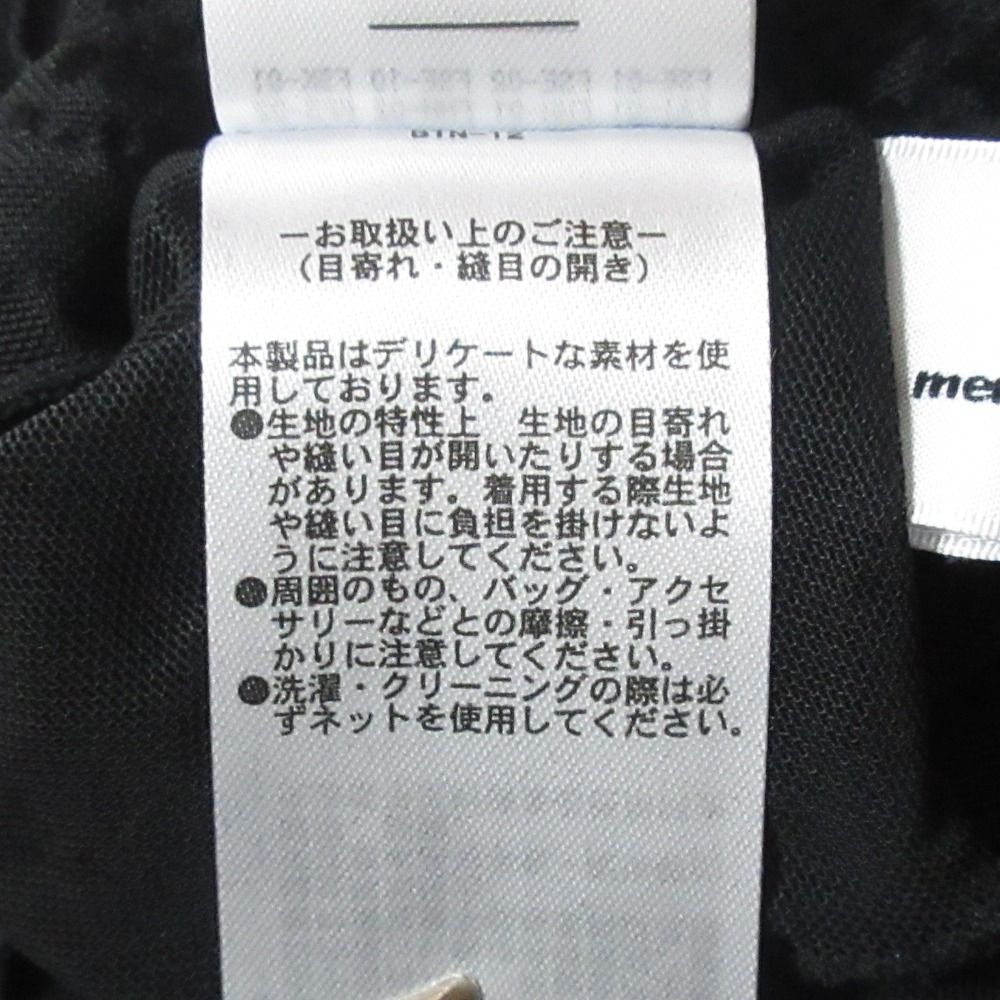 BIN-12
－お取扱い上のご注意－
（目寄れ・縫目の開き）
本製品はデリケートな素材を使
用しております。
●生地の特性上　生地の目寄れ
や縫い目が開いたりする場合
があります。着用する際生地
や縫い目に負担を掛けないよ
うに注意してください。
●周囲のもの、バッグ・アクセ
サリーなどとの摩擦・引っ掛
かりに注意してください。
●洗濯・クリーニングの際は必
ずネットを使用してください。